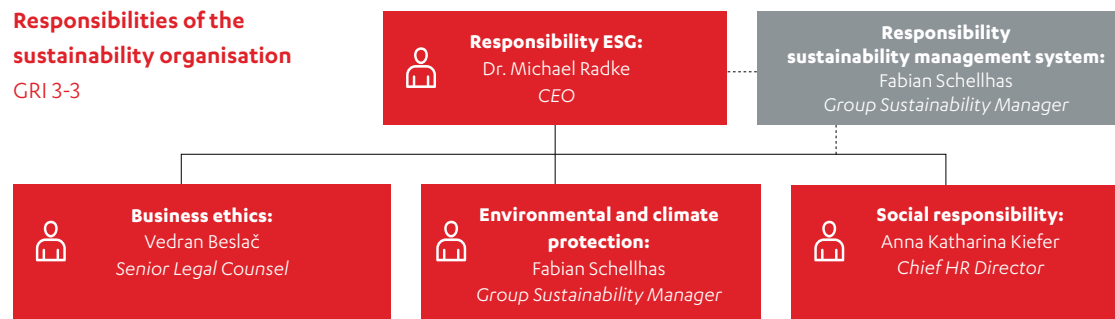 Responsibilities of the
sustainability organisation
GRI 3-3
Responsibility ESG:
Dr. Michael Radke
CEO
Responsibility
sustainability management system:
Fabian Schellhas
Group Sustainability Manager
Business ethics:
Vedran Beslač
Senior Legal Counsel
Environmental and climate
protection:
Fabian Schellhas
Group Sustainability Manager
Social responsibility:
Anna Katharina Kiefer
Chief HR Director